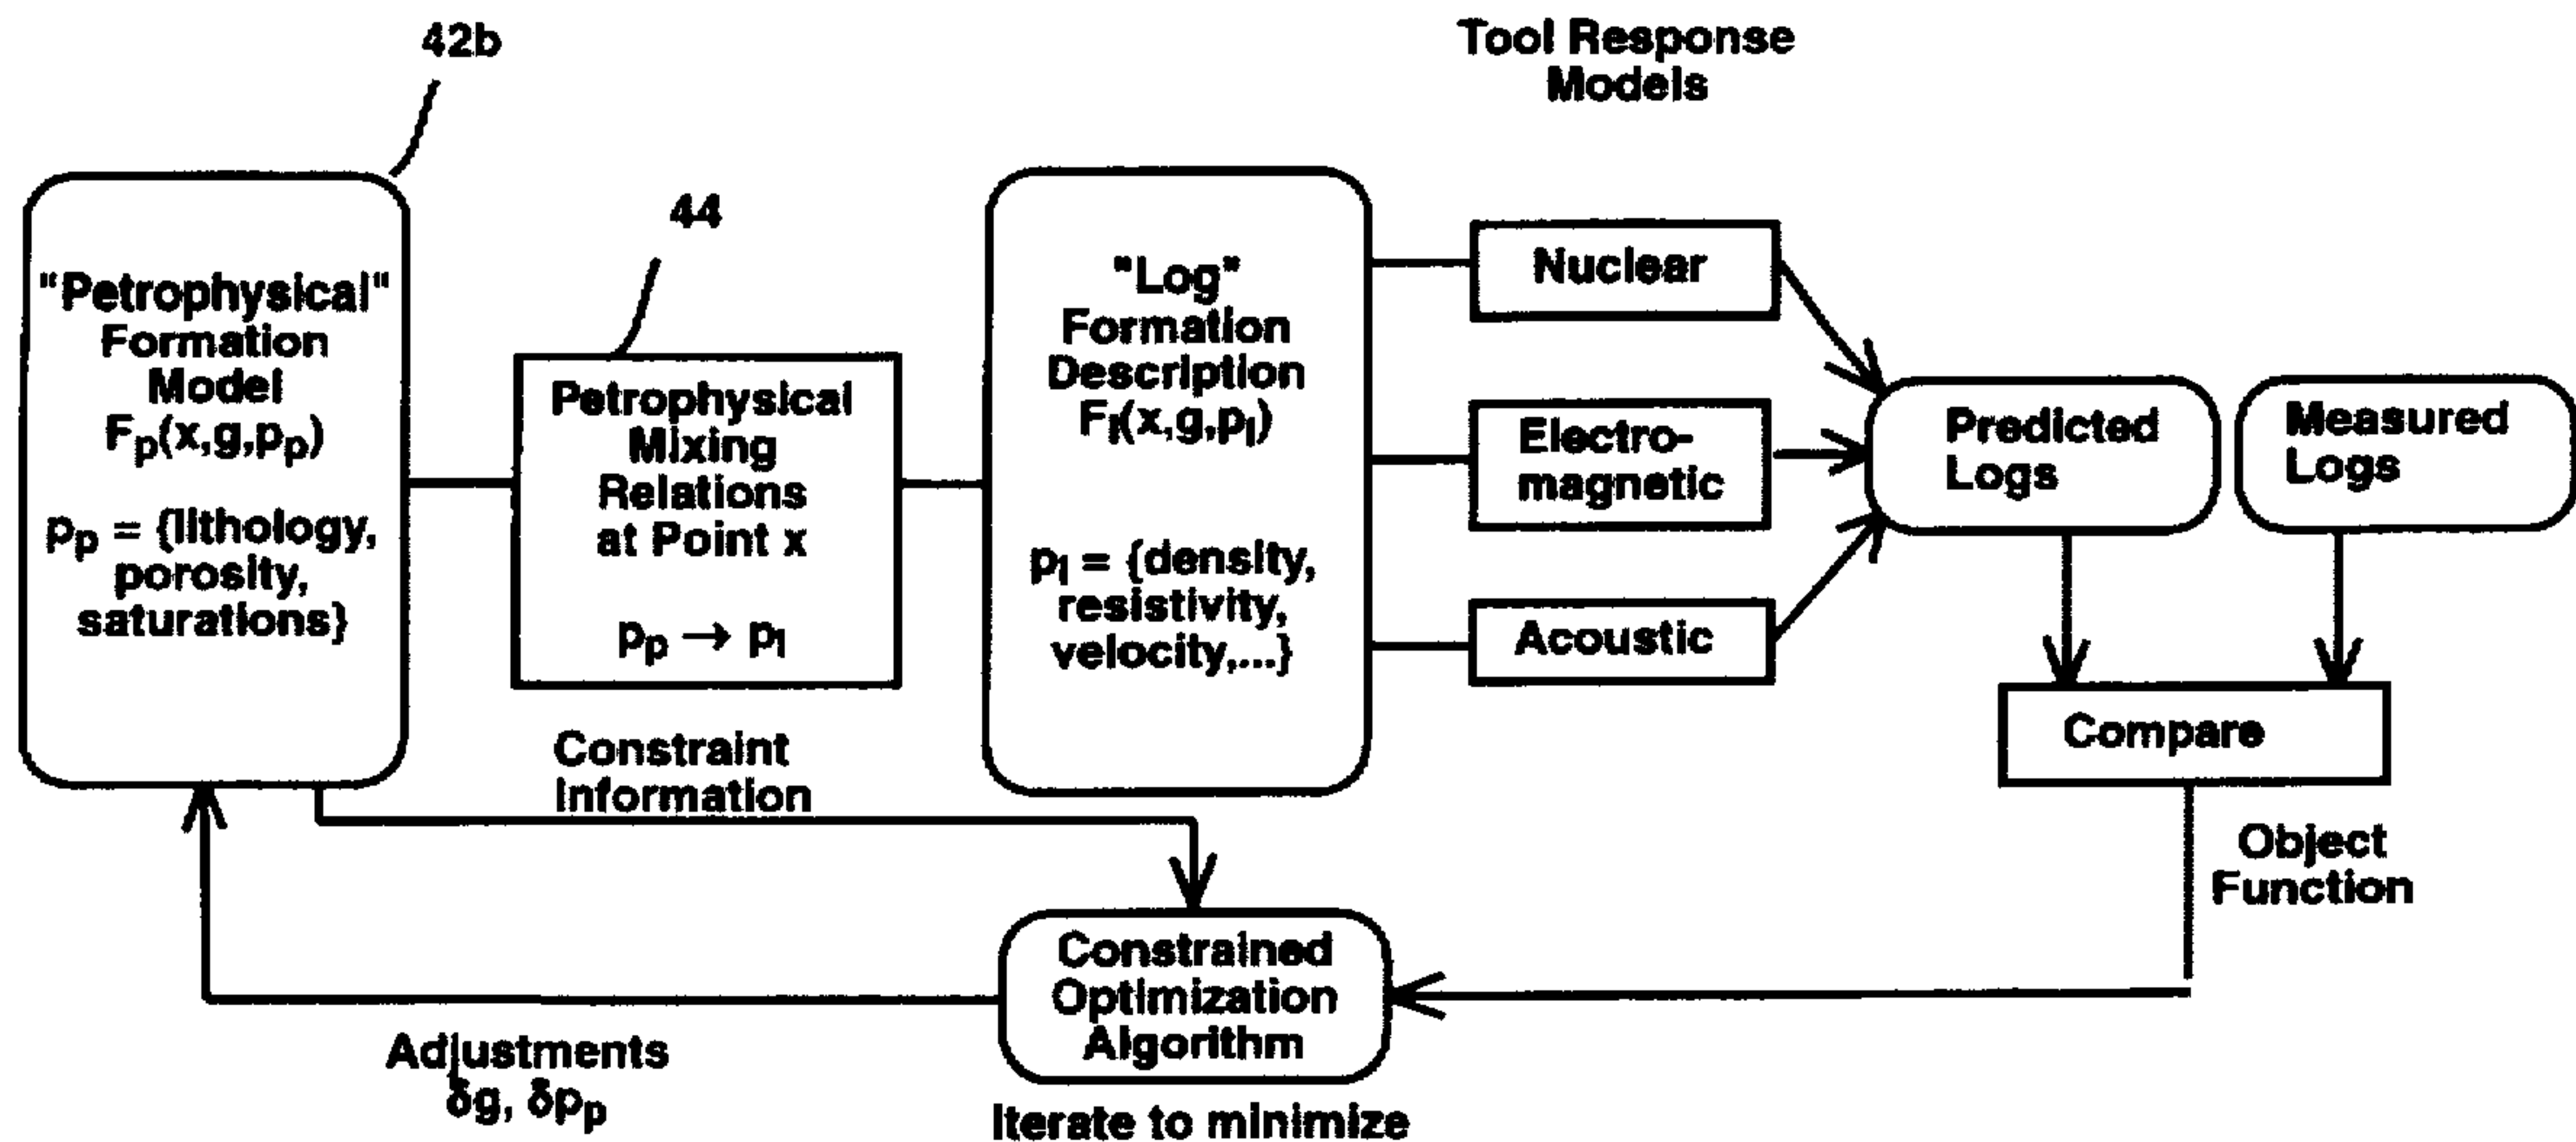 42b
Tool Response
Models
44
"Petrophysical"
Formation
Model
Fp(x,g,pp)
pp = {lithology,
porosity,
saturations}
Petrophysical
Mixing
Relations
at Point x
pp → pl
"Log"
Formation
Description
Fl(x,g,pl)
pl = {density,
resistivity,
velocity,...}
Nuclear
Electro-
magnetic
Acoustic
Predicted
Logs
Measured
Logs
Compare
Constraint
Information
Object
Function
Constrained
Optimization
Algorithm
Adjustments
δg, δpp
Iterate to minimize